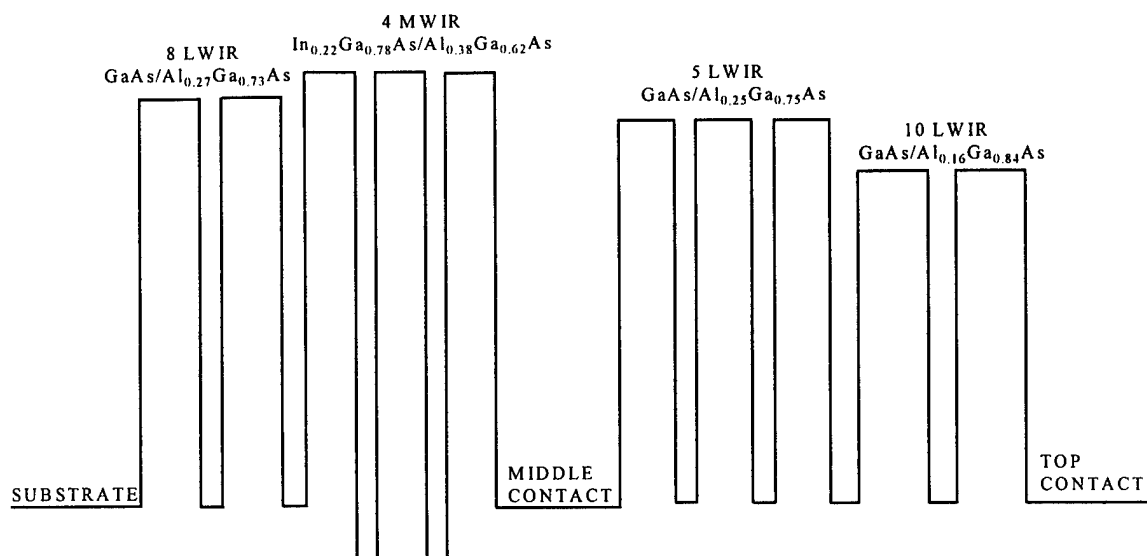 4 MWIR
In0.22Ga0.78As/Al0.38Ga0.62As
8 LWIR
GaAs/Al0.27Ga0.73As
5 LWIR
GaAs/Al0.25Ga0.75As
10 LWIR
GaAs/Al0.16Ga0.84As
SUBSTRATE
MIDDLE
CONTACT
TOP
CONTACT